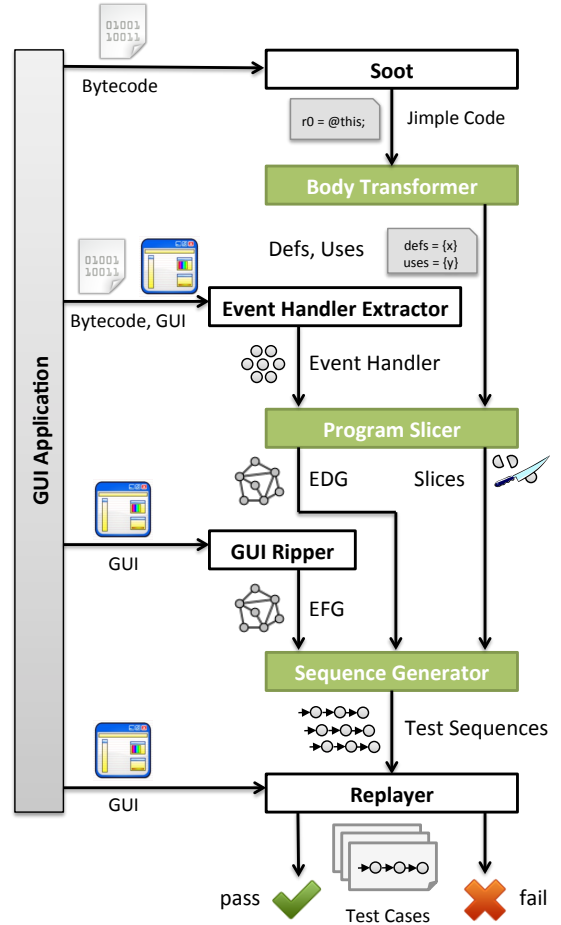 01001
10011
Bytecode
Soot
r0 = @this;
Jimple Code
Body Transformer
Defs, Uses
defs = {x}
uses = {y}
01001
10011
Bytecode, GUI
Event Handler Extractor
Event Handler
GUI Application
Program Slicer
EDG
Slices
GUI
GUI Ripper
EFG
Sequence Generator
Test Sequences
GUI
Replayer
pass
Test Cases
fail